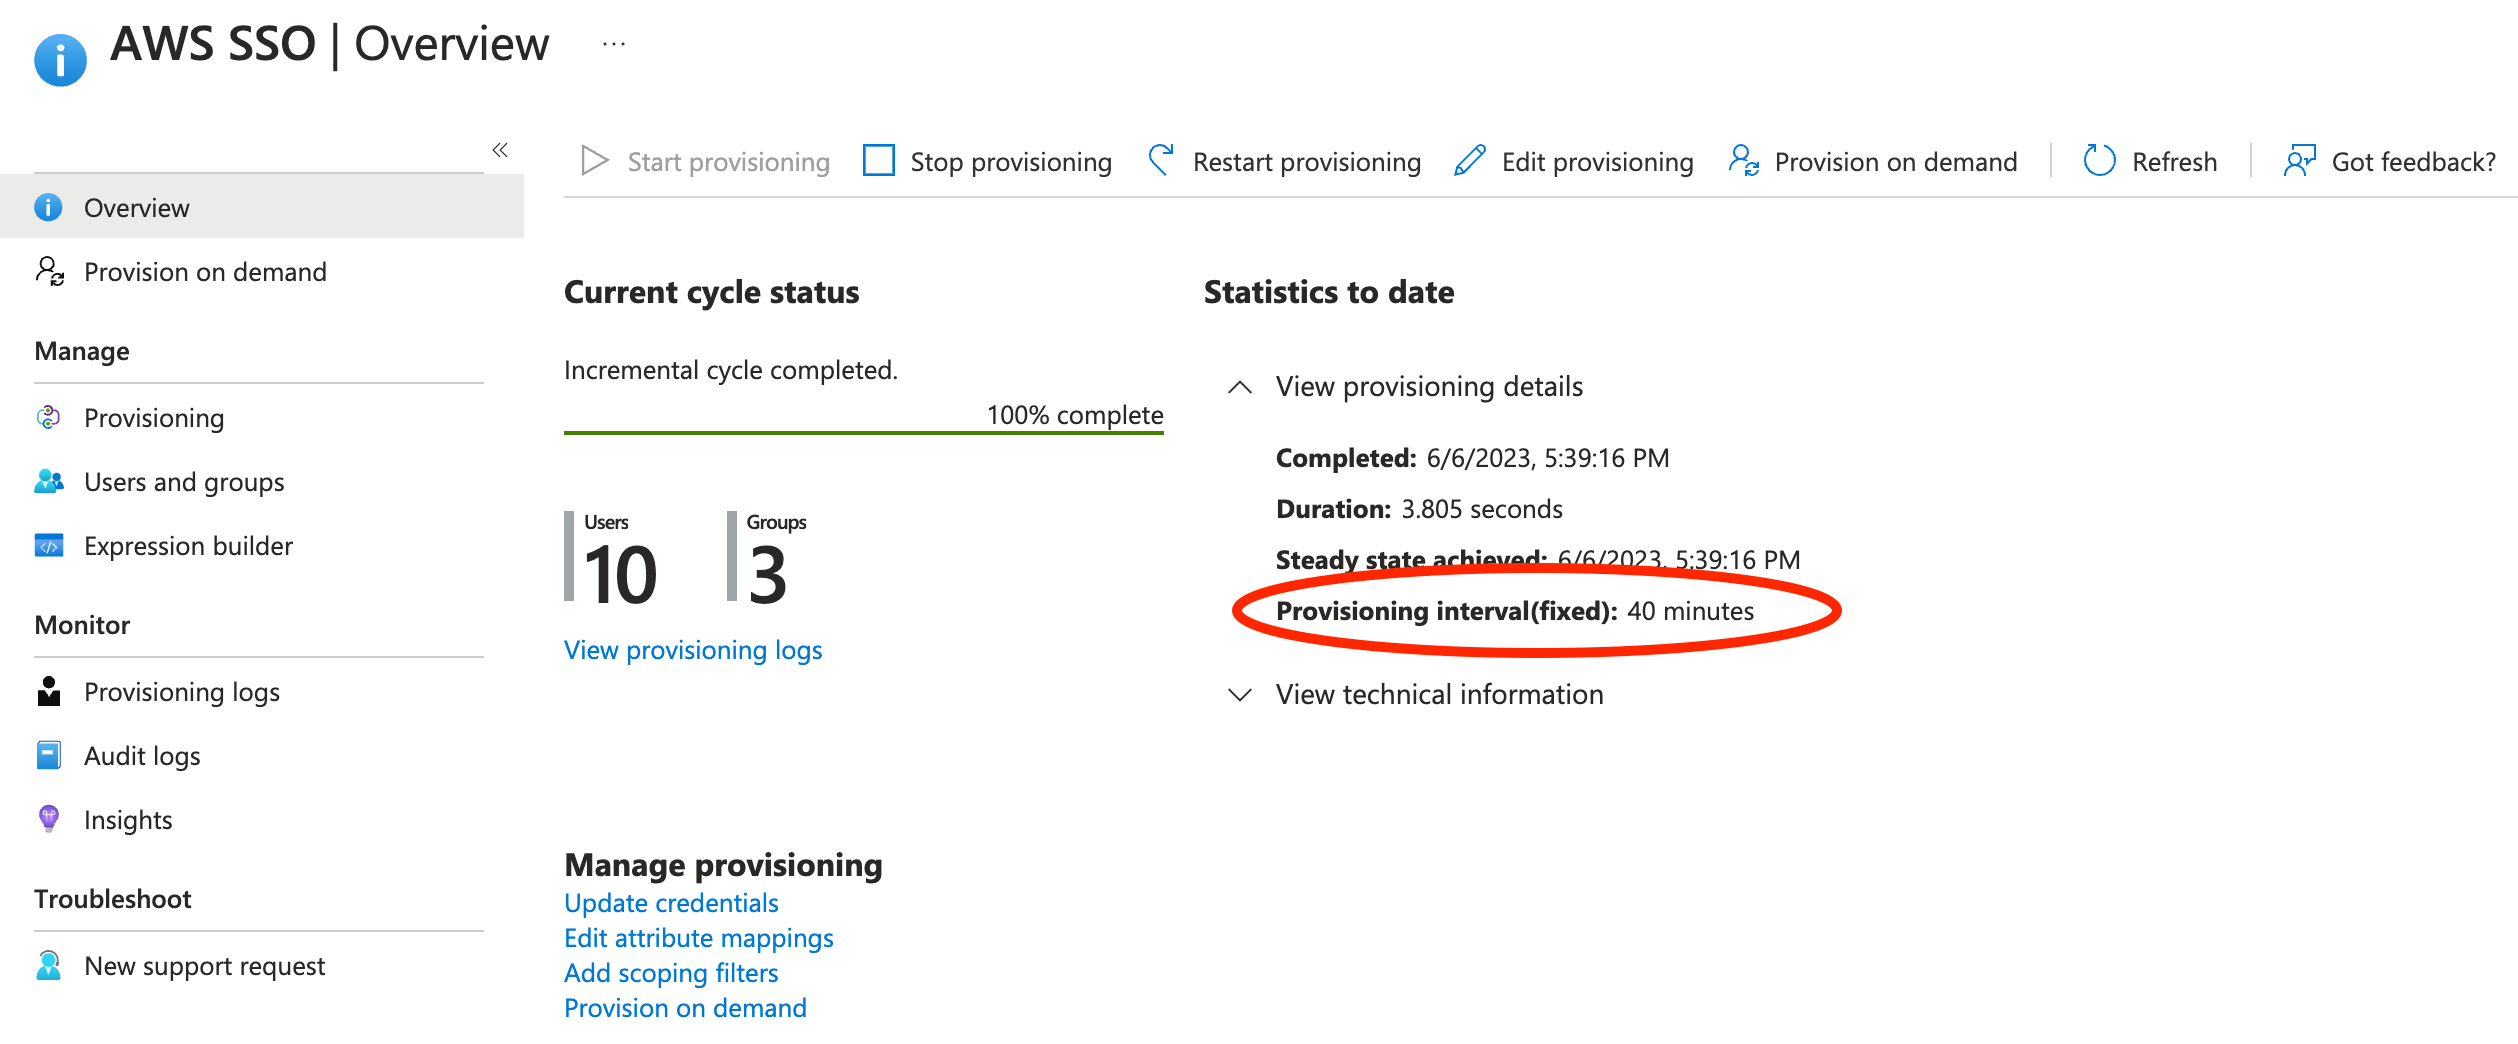 AWS SSO | Overview ...
«
Start provisioning
Stop provisioning
Restart provisioning
Edit provisioning
Provision on demand
Refresh
Got feedback?
Overview
Provision on demand
Manage
Provisioning
Users and groups
Expression builder
Monitor
Provisioning logs
Audit logs
Insights
Troubleshoot
New support request
Current cycle status
Incremental cycle completed.
100% complete
Users
10
Groups
3
View provisioning logs
Manage provisioning
Update credentials
Edit attribute mappings
Add scoping filters
Provision on demand
Statistics to date
View provisioning details
Completed: 6/6/2023, 5:39:16 PM
Duration: 3.805 seconds
Steady state achieved: 6/6/2023, 5:39:16 PM
Provisioning interval(fixed): 40 minutes
View technical information